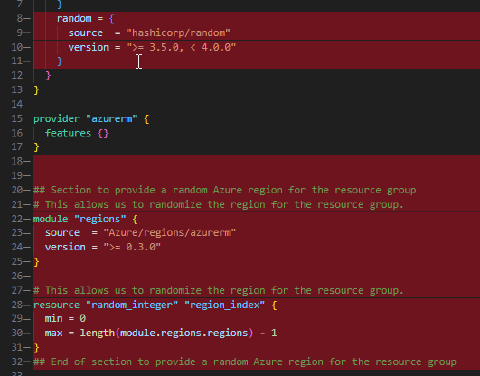 7 }
8— random = {
9— source = "hashicorp/random"
10— version = ">= 3.5.0, < 4.0.0"
11— }
12 }
13 }
14
15 provider "azurerm" {
16 features {}
17 }
18—
19—
20— ## Section to provide a random Azure region for the resource group
21— # This allows us to randomize the region for the resource group.
22— module "regions" {
23— source = "Azure/regions/azurerm"
24— version = ">= 0.3.0"
25— }
26—
27— # This allows us to randomize the region for the resource group.
28— resource "random_integer" "region_index" {
29— min = 0
30— max = length(module.regions.regions) - 1
31— }
32— ## End of section to provide a random Azure region for the resource group
33